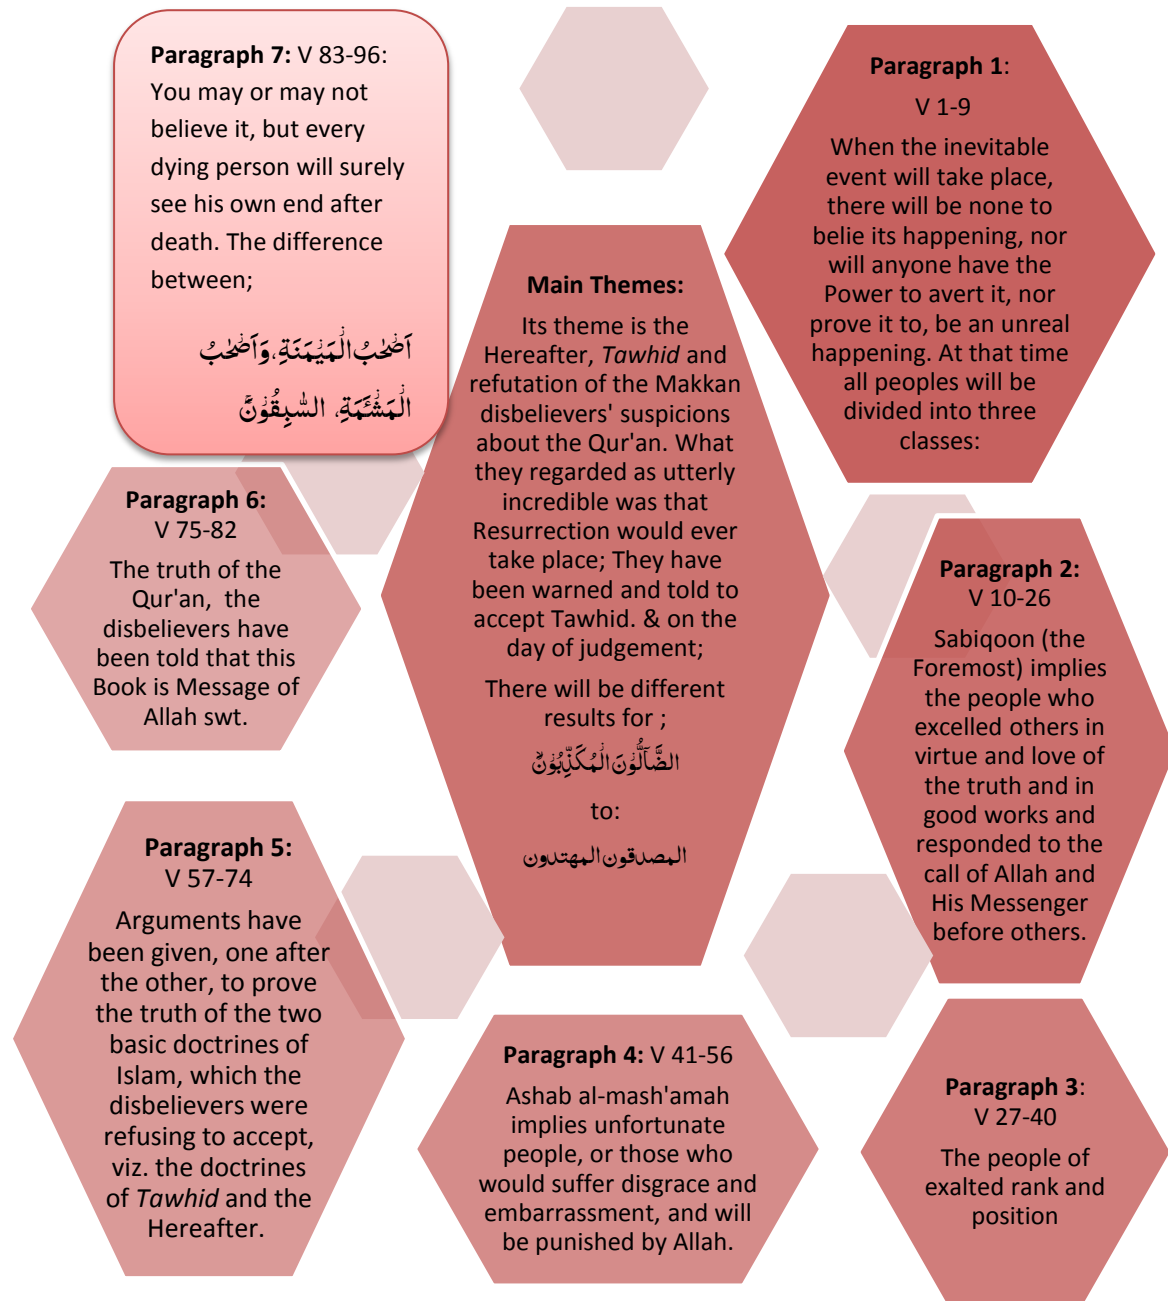 Paragraph 7: V 83-96:
You may or may not
believe it, but every
dying person will surely
see his own end after
death. The difference
between;
اَصْحٰبُ الْمَيْمَنَةِ، وَاَصْحٰبُ
الْمَشْئَمَةِ، السّٰبِقُوْنَ
Paragraph 1:
V 1-9
When the inevitable
event will take place,
there will be none to
belie its happening, nor
will anyone have the
Power to avert it, nor
prove it to, be an unreal
happening. At that time
all peoples will be
divided into three
classes:
Main Themes:
Its theme is the
Hereafter, Tawhid and
refutation of the Makkan
disbelievers' suspicions
about the Qur'an. What
they regarded as utterly
incredible was that
Resurrection would ever
take place; They have
been warned and told to
accept Tawhid. & on the
day of judgement;
There will be different
results for ;
الضَّآلُّوْنَ الْمُكَذِّبُوْنَ
to:
المصدقون المهتدون
Paragraph 6:
V 75-82
The truth of the
Qur'an, the
disbelievers have
been told that this
Book is Message of
Allah swt.
Paragraph 2:
V 10-26
Sabiqoon (the
Foremost) implies
the people who
excelled others in
virtue and love of
the truth and in
good works and
responded to the
call of Allah and
His Messenger
before others.
Paragraph 5:
V 57-74
Arguments have
been given, one after
the other, to prove
the truth of the two
basic doctrines of
Islam, which the
disbelievers were
refusing to accept,
viz. the doctrines
of Tawhid and the
Hereafter.
Paragraph 4: V 41-56
Ashab al-mash'amah
implies unfortunate
people, or those who
would suffer disgrace and
embarrassment, and will
be punished by Allah.
Paragraph 3:
V 27-40
The people of
exalted rank and
position